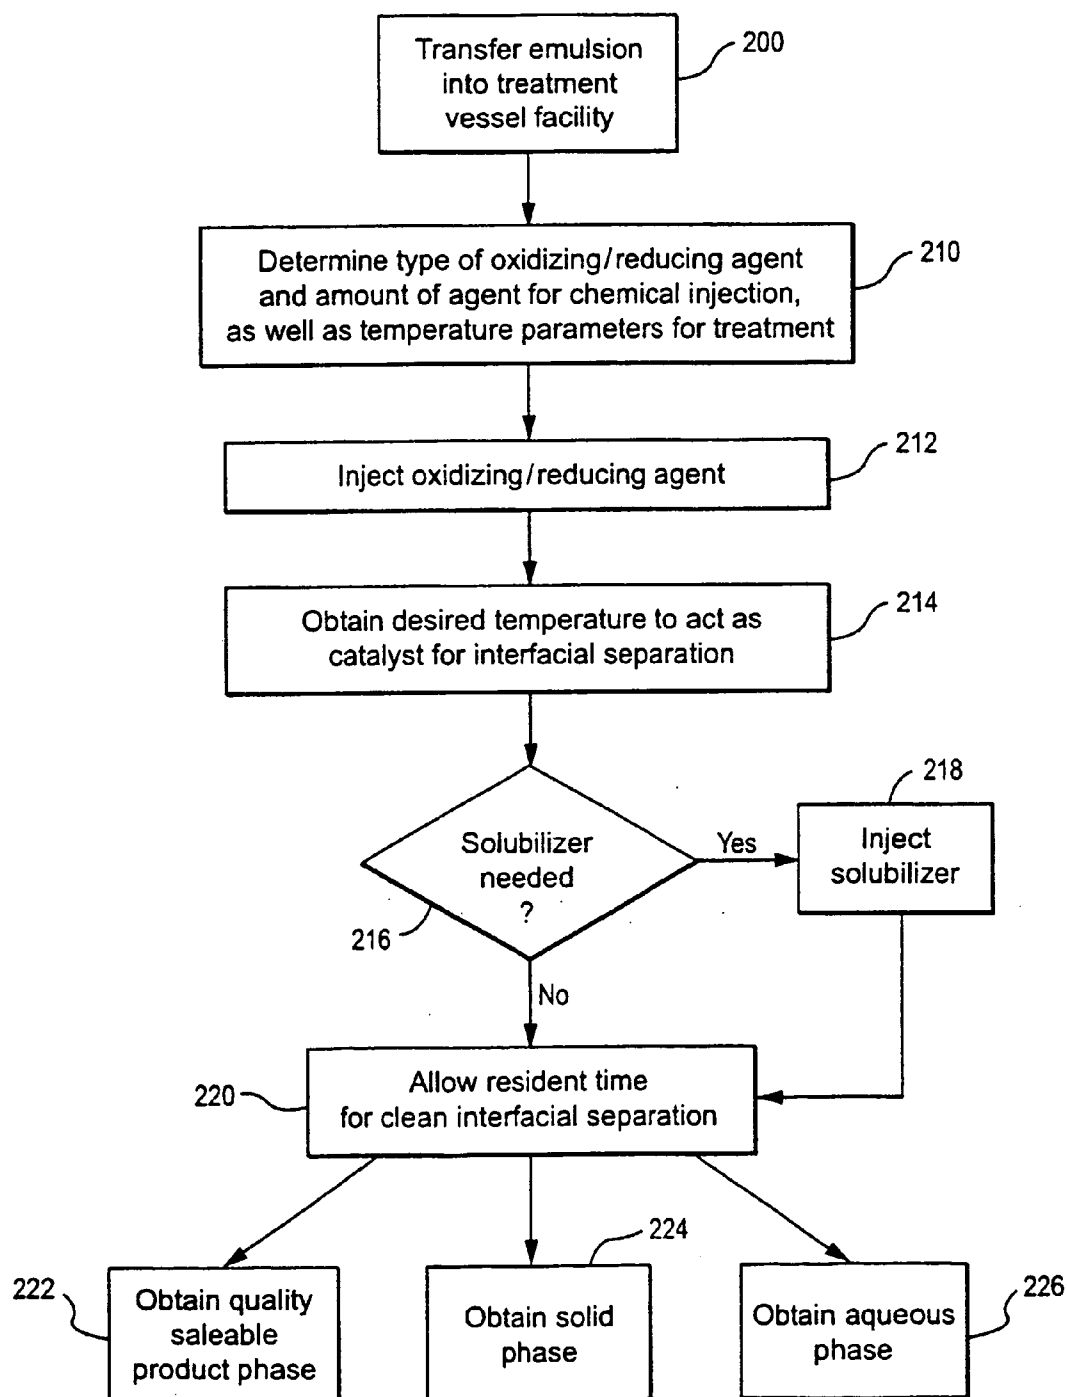 Transfer emulsion
into treatment
vessel facility
200
Determine type of oxidizing/reducing agent
and amount of agent for chemical injection,
as well as temperature parameters for treatment
210
Inject oxidizing/reducing agent
212
Obtain desired temperature to act as
catalyst for interfacial separation
214
Solubilizer
needed
?
216
Yes
218
Inject
solubilizer
No
220
Allow resident time
for clean interfacial separation
222
Obtain quality
saleable
product phase
224
Obtain solid
phase
226
Obtain aqueous
phase